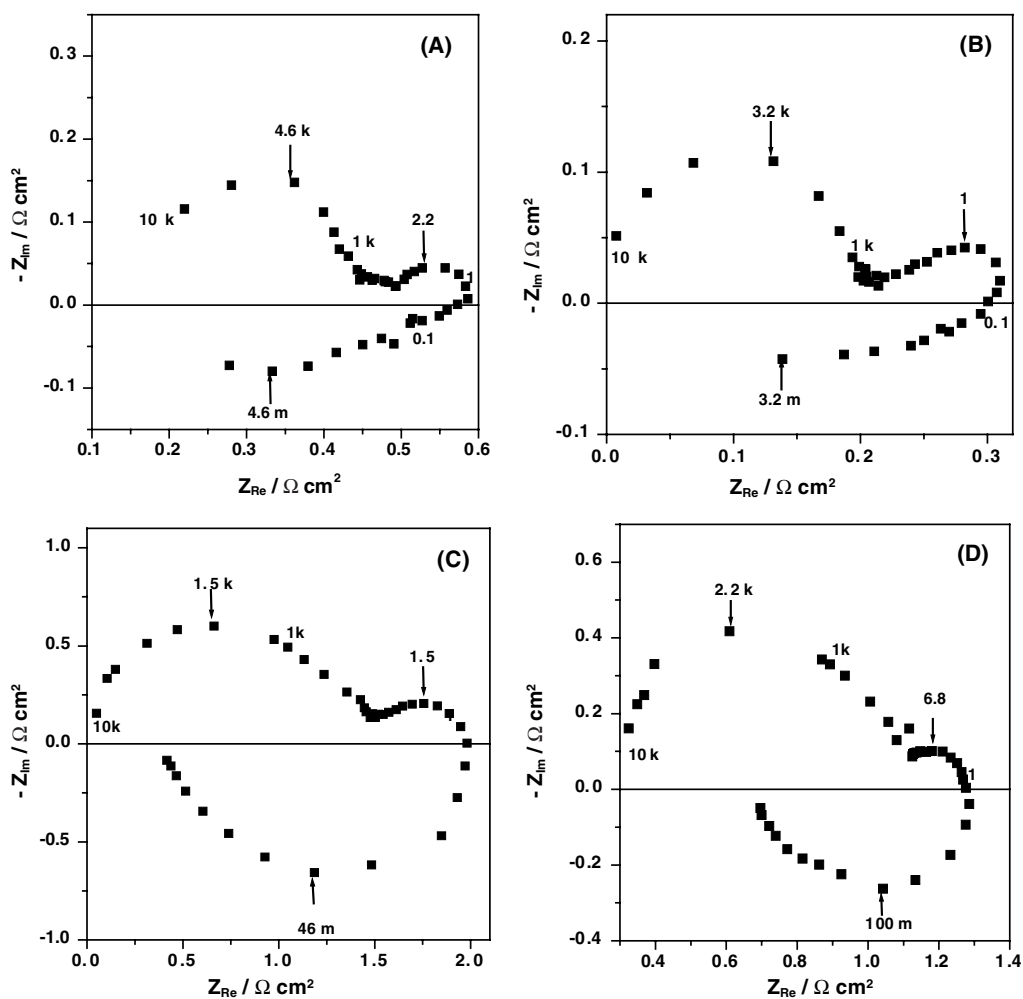 (A)
0.3
0.2
0.1
0.0
-0.1
- Z_Im / Ω cm²
4.6 k
10 k
1 k
2.2
1
0.1
4.6 m
0.1 0.2 0.3 0.4 0.5 0.6
Z_Re / Ω cm²
(B)
0.2
0.1
0.0
-0.1
- Z_Im / Ω cm²
3.2 k
10 k
1 k
1
0.1
3.2 m
0.0 0.1 0.2 0.3
Z_Re / Ω cm²
(C)
1.0
0.5
0.0
-0.5
-1.0
- Z_Im / Ω cm²
1.5 k
1k
1.5
10k
46 m
0.0 0.5 1.0 1.5 2.0
Z_Re / Ω cm²
(D)
0.6
0.4
0.2
0.0
-0.2
-0.4
- Z_Im / Ω cm²
2.2 k
1k
6.8
10 k
1
100 m
0.4 0.6 0.8 1.0 1.2 1.4
Z_Re / Ω cm²